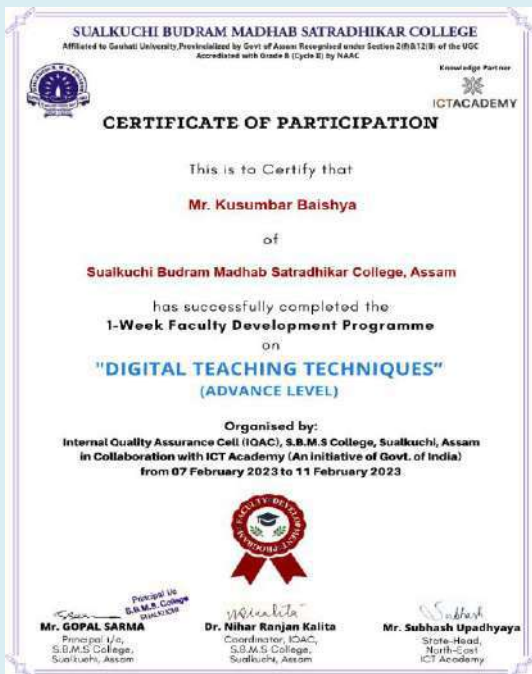 SUALKUCHI BUDRAM MADHAB SATRADHIKAR COLLEGE
Affiliated to Gauhati University,Provincialized by Govt of Assam Recognised under Section 2(f)&12(B) of the UGC
Accredited with Grade B (Cycle II) by NAAC
Knowledge Partner
ICTACADEMY
CERTIFICATE OF PARTICIPATION
This is to Certify that
Mr. Kusumbar Baishya
of
Sualkuchi Budram Madhab Satradhikar College, Assam
has successfully completed the
1-Week Faculty Development Programme
on
"DIGITAL TEACHING TECHNIQUES”
(ADVANCE LEVEL)
Organised by:
Internal Quality Assurance Cell (IQAC), S.B.M.S College, Sualkuchi, Assam
in Collaboration with ICT Academy (An initiative of Govt. of India)
from 07 February 2023 to 11 February 2023
FACULTY DEVELOPMENT PROGRAM
Principal I/c
S.B.M.S. College
SUALKUCHI
Mr. GOPAL SARMA
Principal i/c,
S.B.M.S College,
Sualkuchi, Assam
Dr. Nihar Ranjan Kalita
Coordinator, IQAC,
S.B.M.S College,
Sualkuchi, Assam
Subhash
Mr. Subhash Upadhyaya
State-Head,
North-East
ICT Academy